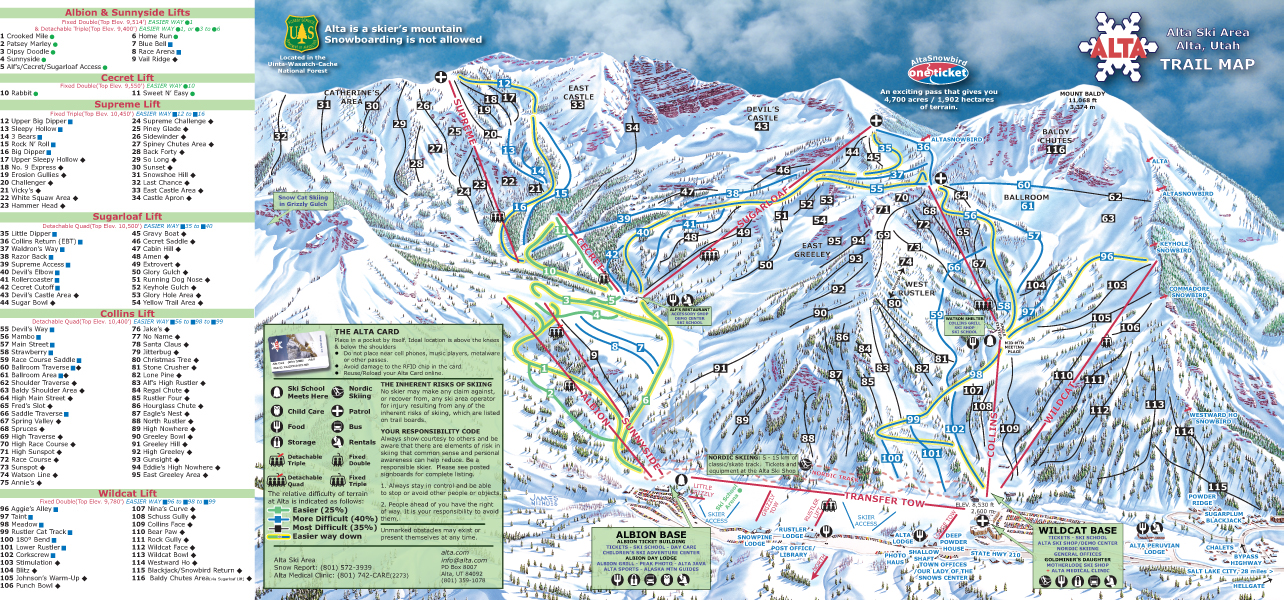 Albion & Sunnyside Lifts
Fixed Double(Top Elev. 9,514') EASIER WAY 1
& Detachable Triple(Top Elev. 9,400') EASIER WAY 1, or 3 to 6
1 Crooked Mile
2 Patsey Marley
3 Dipsy Doodle
4 Sunnyside
5 Alf's/Secret/Sugarloaf Access
6 Home Run
7 Blue Bell
8 Race Arena
9 Vail Ridge
Cecret Lift
Fixed Double(Top Elev. 9,550') EASIER WAY 10
10 Rabbit
11 Sweet N' Easy
Supreme Lift
Fixed Triple(Top Elev. 10,450') EASIER WAY 12 to 16
12 Upper Big Dipper
13 Sleepy Hollow
14 3 Bears
15 Rock N' Roll
16 Big Dipper
17 Upper Sleepy Hollow
18 No. 9 Express
19 Erosion Gullies
20 Challenger
21 Vicky's
22 White Squaw Area
23 Hammer Head
24 Supreme Challenge
25 Piney Glade
26 Sidewinder
27 Spiney Chutes Area
28 Back Forty
29 So Long
30 Sunset
31 Snowshoe Hill
32 Last Chance
33 East Castle Area
34 Castle Apron
Sugarloaf Lift
Detachable Quad(Top Elev. 10,500') EASIER WAY 35 to 40
35 Little Dipper
36 Collins Return (EBT)
37 Waldron's Way
38 Razor Back
39 Supreme Access
40 Devil's Elbow
41 Rollercoaster
42 Cecret Cutoff
43 Devil's Castle Area
44 Sugar Bowl
45 Gravy Boat
46 Cecret Saddle
47 Cabin Hill
48 Amen
49 Extrovert
50 Glory Gulch
51 Running Dog Nose
52 Keyhole Gulch
53 Glory Hole Area
54 Yellow Trail Area
Collins Lift
Detachable Quad(Top Elev. 10,400') EASIER WAY 56 to 98 to 99
55 Devil's Way
56 Mambo
57 Main Street
58 Strawberry
59 Race Course Saddle
60 Ballroom Traverse
61 Ballroom Area
62 Shoulder Traverse
63 Baldy Shoulder Area
64 High Main Street
65 Fred's Slot
66 Saddle Traverse
67 Spring Valley
68 Spruces
69 High Traverse
70 High Race Course
71 High Sunspot
72 Race Course
73 Sunspot
74 Watson Line
75 Annie's
76 Jake's
77 No Name
78 Santa Claus
79 Jitterbug
80 Christmas Tree
81 Stone Crusher
82 Lone Pine
83 Alf's High Rustler
84 Regal Chute
85 Rustler Four
86 Hourglass Chute
87 Eagle's Nest
88 North Rustler
89 High Nowhere
90 Greeley Bowl
91 Greeley Hill
92 High Greeley
93 Gunsight
94 Eddie's High Nowhere
95 East Greeley Area
Wildcat Lift
Fixed Double(Top Elev. 9,780') EASIER WAY 96 to 98 to 99
96 Aggie's Alley
97 Taint
98 Meadow
99 Rustler Cat Track
100 180° Bend
101 Lower Rustler
102 Corkscrew
103 Stimulation
104 Blitz
105 Johnson's Warm-Up
106 Punch Bowl
107 Nina's Curve
108 Schuss Gully
109 Collins Face
110 Bear Paw
111 Rock Gully
112 Wildcat Face
113 Wildcat Bowl
114 Westward Ho
115 Blackjack/Snowbird Return
116 Baldy Chutes Area
Located in the
Uinta-Wasatch-Cache
National Forest
Alta is a skier's mountain
Snowboarding is not allowed
AltaSnowbird
oneticket
An exciting pass that gives you
4,700 acres / 1,902 hectares
of terrain.
ALTA
Alta Ski Area
Alta, Utah
TRAIL MAP
MOUNT BALDY
11,068 ft
3,374 m
CATHERINE'S
AREA
EAST
CASTLE
33
DEVIL'S
CASTLE
43
BALDY
CHUTES
116
BALLROOM
EAST
GREELEY
WEST
RUSTLER
Snow Cat Skiing
in Grizzly Gulch
SUPREME
CECRET
SUGARLOAF
ALBION
SUNNYSIDE
COLLINS
WILDCAT
TRANSFER TOW
ALTASNOWBIRD
ALTA
ALTASNOWBIRD
KEYHOLE
SNOWBIRD
COMMADORE
SNOWBIRD
WESTWARD HO
SNOWBIRD
ALF'S RESTAURANT
ACCESSORY SHOP
DEMO CENTER
SKI SCHOOL
WATSON SHELTER
COLLINS GRILL
SKI SHOP
SKI SCHOOL
MID-MTN
MEETING
PLACE
THE ALTA CARD
Place in a pocket by itself. Ideal location is above the knees
& below the shoulders.
• Do not place near cell phones, music players, metalware
or other passes.
• Avoid damage to the RFID chip in the card.
• Reuse/Reload your Alta Card online.
Ski School
Meets Here
Nordic
Skiing
Child Care
Patrol
Food
Bus
Storage
Rentals
Detachable
Triple
Fixed
Double
Detachable
Quad
Fixed
Triple
The relative difficulty of terrain
at Alta is indicated as follows:
Easier (25%)
More Difficult (40%)
Most Difficult (35%)
Easier way down
THE INHERENT RISKS OF SKIING
No skier may make any claim against,
or recover from, any ski area operator
for injury resulting from any of the
inherent risks of skiing, which are listed
on trail boards.
YOUR RESPONSIBILITY CODE
Always show courtesy to others and be
aware that there are elements of risk in
skiing that common sense and personal
awareness can help reduce. Be a
responsible skier. Please see posted
signboards for complete listing.
1. Always stay in control and be able
to stop or avoid other people or objects.
2. People ahead of you have the right
of way. It is your responsibility to avoid
them.
Unmarked obstacles may exist or
present themselves at any time.
Alta Ski Area
Snow Report: (801) 572-3939
Alta Medical Clinic: (801) 742-CARE(2273)
alta.com
info@alta.com
PO Box 8007
Alta, UT 84092
(801) 359-1078
NORDIC SKIING: 5 - 15 km of
classic/skate track. Tickets and
equipment at the Alta Ski Shop
NORDIC TRACK
ALBION BASE
ALBION TICKET BUILDING
TICKETS - SKI SCHOOL - DAY CARE
CHILDREN'S SKI ADVENTURE CENTER
ALBION DAY LODGE
ALBION GRILL - PEAK PHOTO - ALTA JAVA
ALTA SPORTS - ALASKA MTN GUIDES
WILDCAT BASE
TICKETS - SKI SCHOOL
ALTA SKI SHOP/DEMO CENTER
NORDIC SKIING
GENERAL OFFICES
GOLDMINER'S DAUGHTER
MOTHERLODE SKI SHOP
+ ALTA MEDICAL CLINIC
ELEV. 8,530 ft
2,600 m
SKIER
ACCESS
SNOWPINE
LODGE
RUSTLER
LODGE
POST OFFICE/
LIBRARY
SKIER
ACCESS
ALTA
LODGE
PHOTO
HAUS
SHALLOW
SHAFT
DEEP
POWDER
HOUSE
TOWN OFFICES
OUR LADY OF THE
SNOWS CENTER
STATE HWY 210
ALTA PERUVIAN
LODGE
POWDER
RIDGE
SUGARPLUM
BLACKJACK
CHALETS
BYPASS
HIGHWAY
SALT LAKE CITY, 28 miles >
HELLGATE